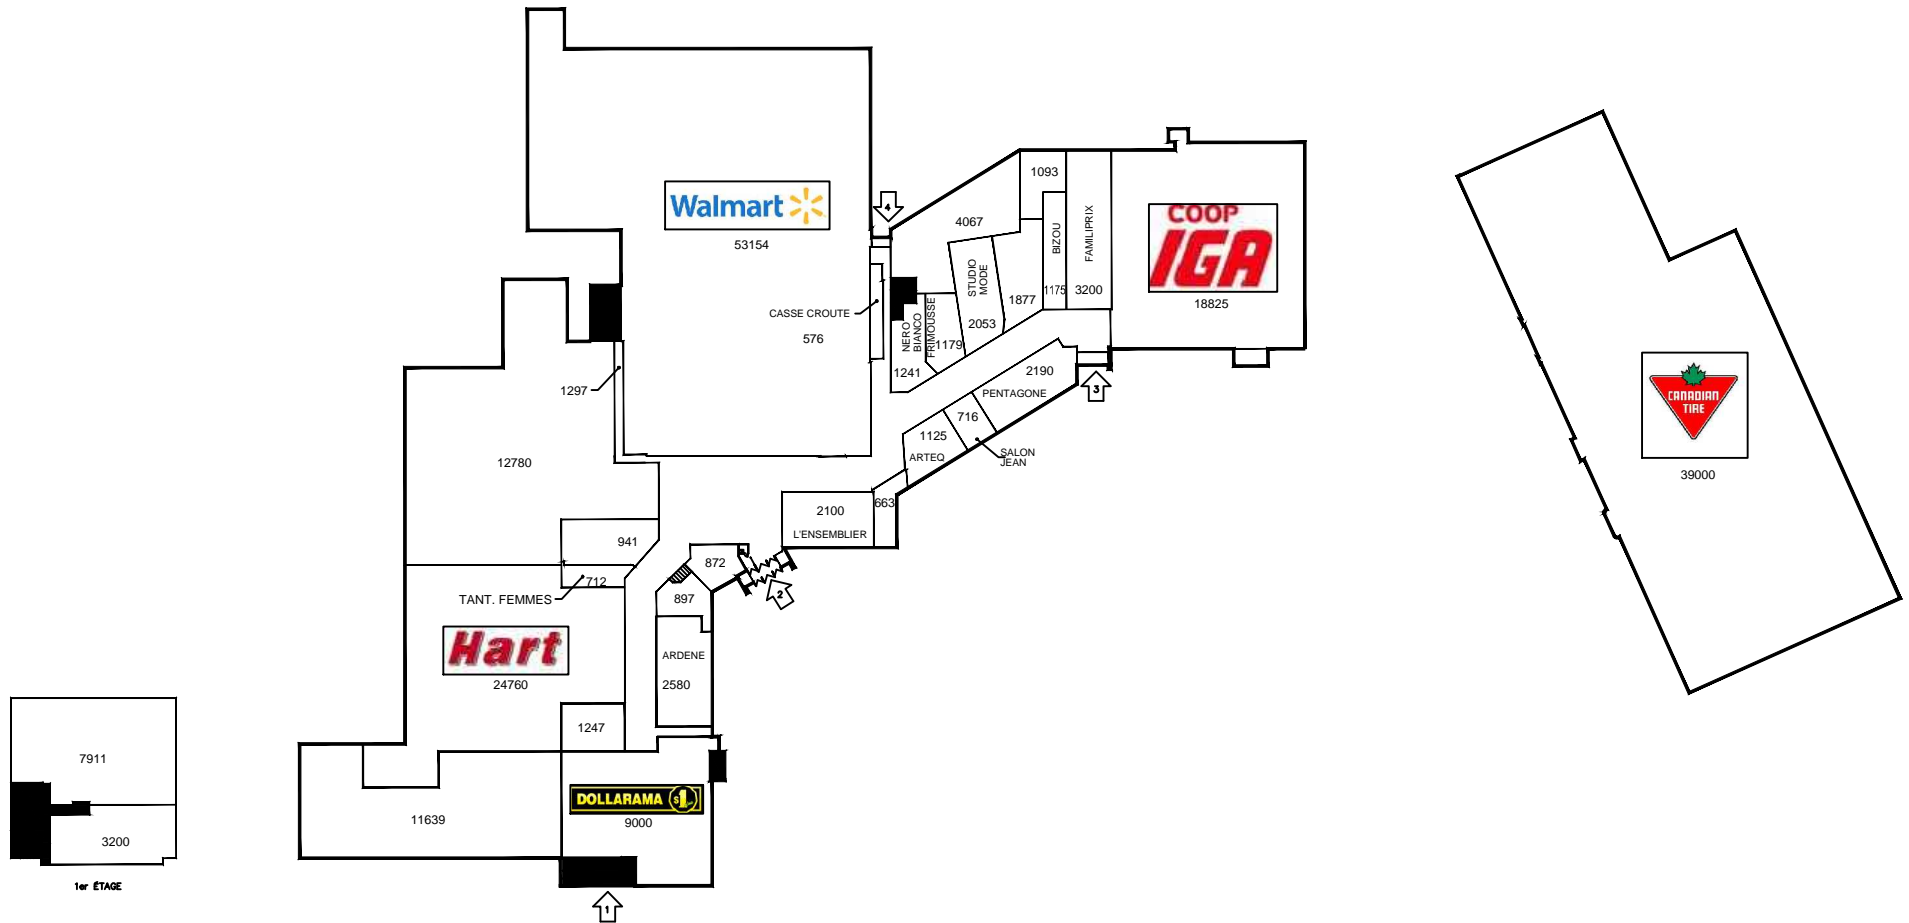 Walmart
53154
4
1093
4067
BIZOU
FAMILIPRIX
COOP
IGA
18825
STUDIO
MODE
1877
1175
3200
CASSE CROUTE
576
NERO
BIANCO
FRIMOUSSE
2053
1179
1241
1297
2190
PENTAGONE
3
716
1125
ARTEQ
SALON
JEAN
CANADIAN
TIRE
39000
12780
2100
663
L'ENSEMBLIER
941
872
712
TANT. FEMMES
2
897
Hart
24760
ARDENE
2580
1247
7911
3200
1er ÉTAGE
11639
DOLLARAMA $1
9000
1